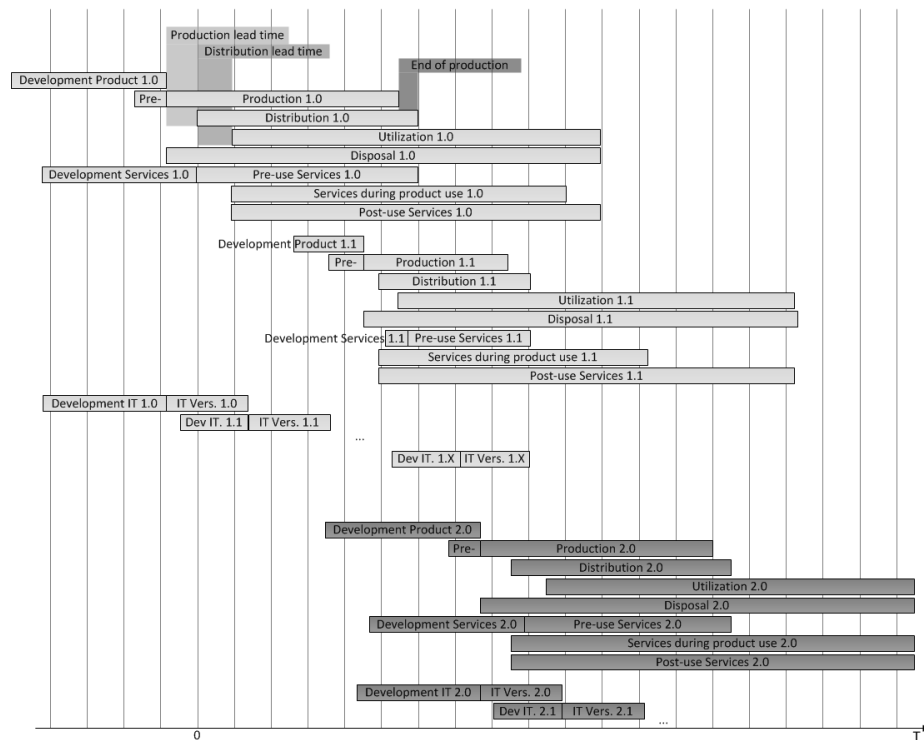 Production lead time
Distribution lead time
End of production
Development Product 1.0
Pre- Production 1.0
Distribution 1.0
Utilization 1.0
Disposal 1.0
Development Services 1.0 Pre-use Services 1.0
Services during product use 1.0
Post-use Services 1.0
Development Product 1.1
Pre- Production 1.1
Distribution 1.1
Utilization 1.1
Disposal 1.1
Development Services 1.1 Pre-use Services 1.1
Services during product use 1.1
Post-use Services 1.1
Development IT 1.0 IT Vers. 1.0
Dev IT. 1.1 IT Vers. 1.1
...
Dev IT. 1.X IT Vers. 1.X
Development Product 2.0
Pre- Production 2.0
Distribution 2.0
Utilization 2.0
Disposal 2.0
Development Services 2.0 Pre-use Services 2.0
Services during product use 2.0
Post-use Services 2.0
Development IT 2.0 IT Vers. 2.0
Dev IT. 2.1 IT Vers. 2.1
...
0 T